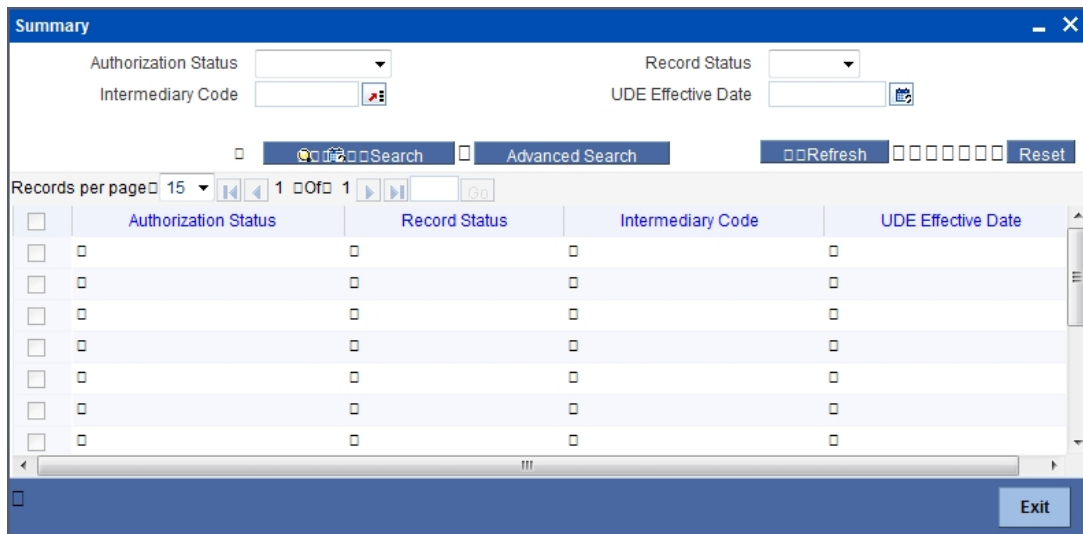 Summary
Authorization Status Record Status
Intermediary Code UDE Effective Date
Search Advanced Search Refresh Reset
Records per page 15 1 Of 1 Go
Authorization Status Record Status Intermediary Code UDE Effective Date
Exit